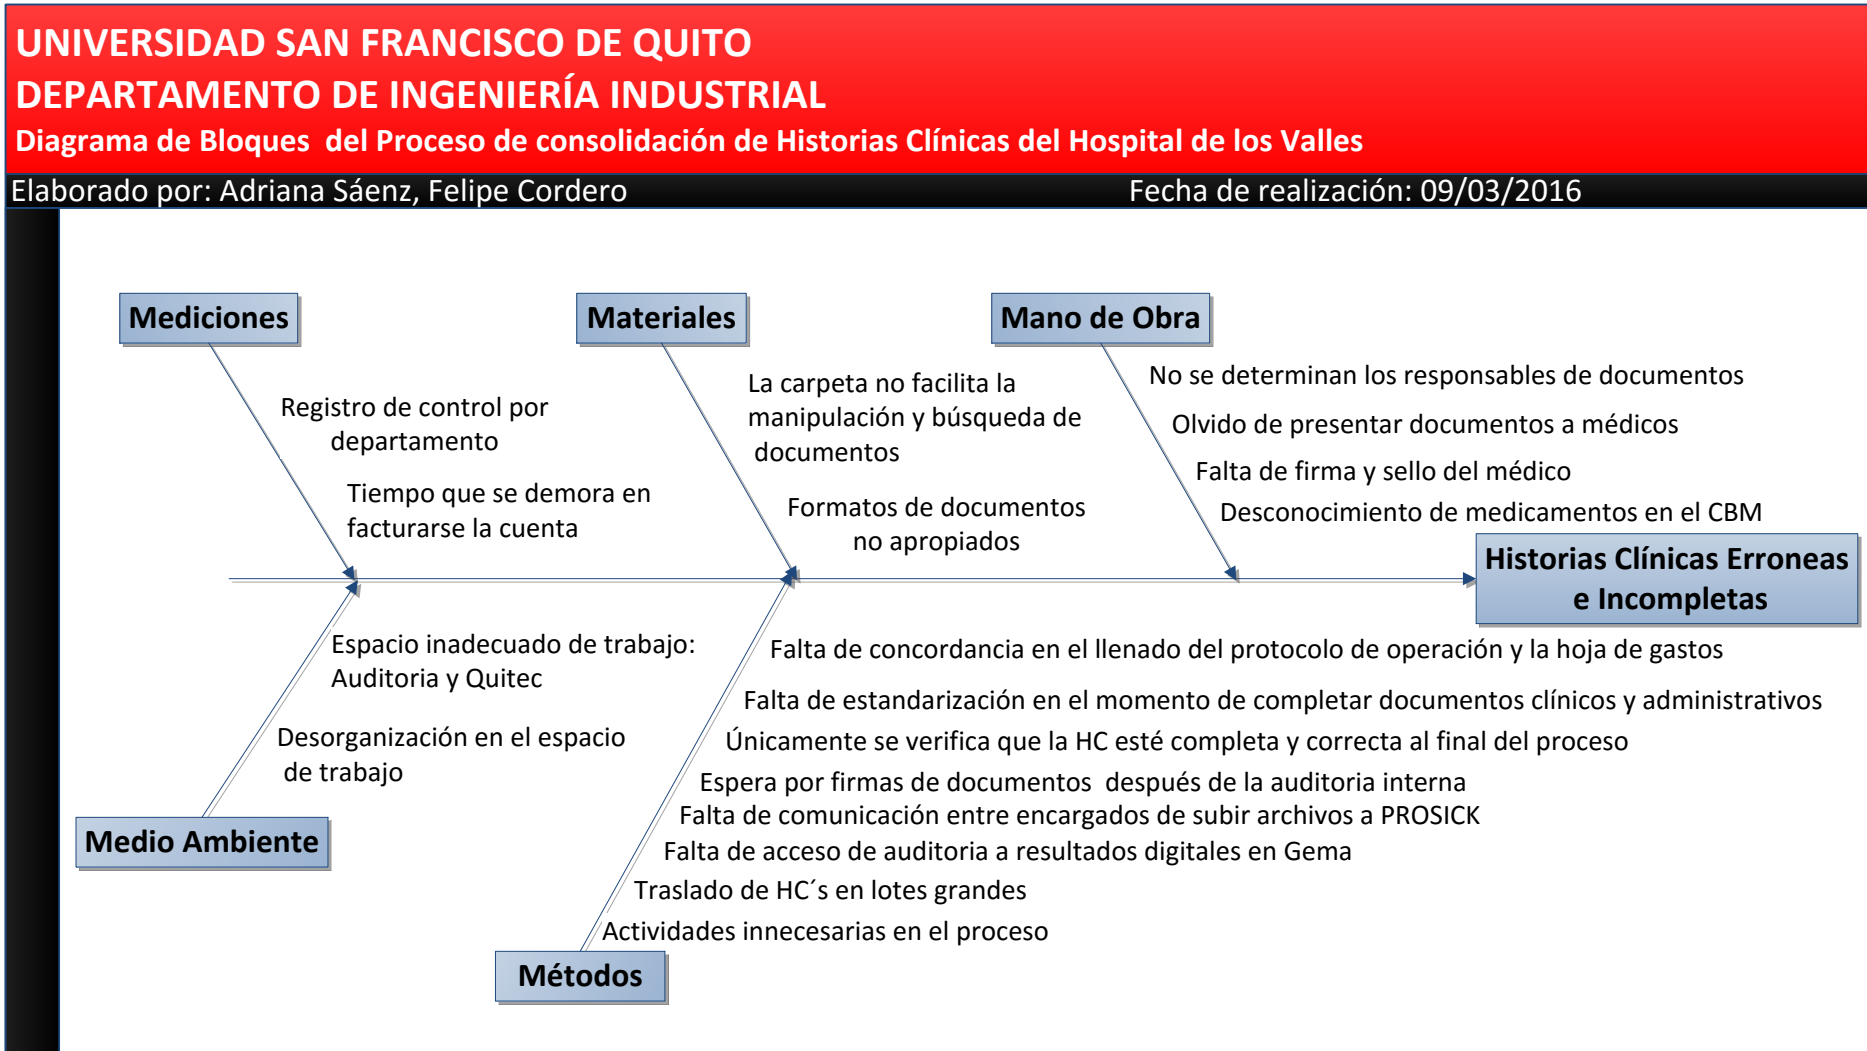 UNIVERSIDAD SAN FRANCISCO DE QUITO
DEPARTAMENTO DE INGENIERÍA INDUSTRIAL
Diagrama de Bloques  del Proceso de consolidación de Historias Clínicas del Hospital de los Valles
Elaborado por: Adriana Sáenz, Felipe Cordero
Fecha de realización: 09/03/2016
Mediciones
Registro de control por
departamento
Tiempo que se demora en
facturarse la cuenta
Materiales
La carpeta no facilita la
manipulación y búsqueda de
documentos
Formatos de documentos
no apropiados
Mano de Obra
No se determinan los responsables de documentos
Olvido de presentar documentos a médicos
Falta de firma y sello del médico
Desconocimiento de medicamentos en el CBM
Historias Clínicas Erroneas
e Incompletas
Espacio inadecuado de trabajo:
Auditoria y Quitec
Desorganización en el espacio
de trabajo
Medio Ambiente
Falta de concordancia en el llenado del protocolo de operación y la hoja de gastos
Falta de estandarización en el momento de completar documentos clínicos y administrativos
Únicamente se verifica que la HC esté completa y correcta al final del proceso
Espera por firmas de documentos  después de la auditoria interna
Falta de comunicación entre encargados de subir archivos a PROSICK
Falta de acceso de auditoria a resultados digitales en Gema
Traslado de HC´s en lotes grandes
Actividades innecesarias en el proceso
Métodos